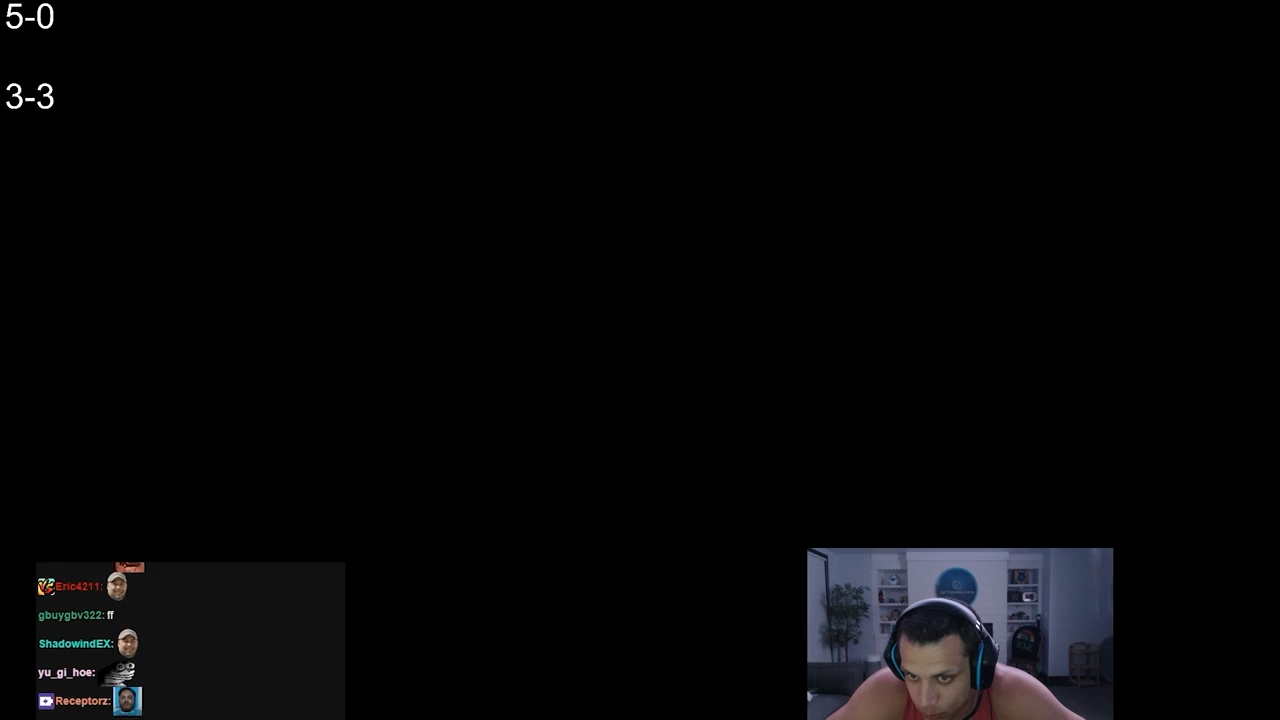 5-0
3-3
Eric4211:
gbuygbv322: ff
ShadowindEX:
yu_gi_hoe:
Receptorz: